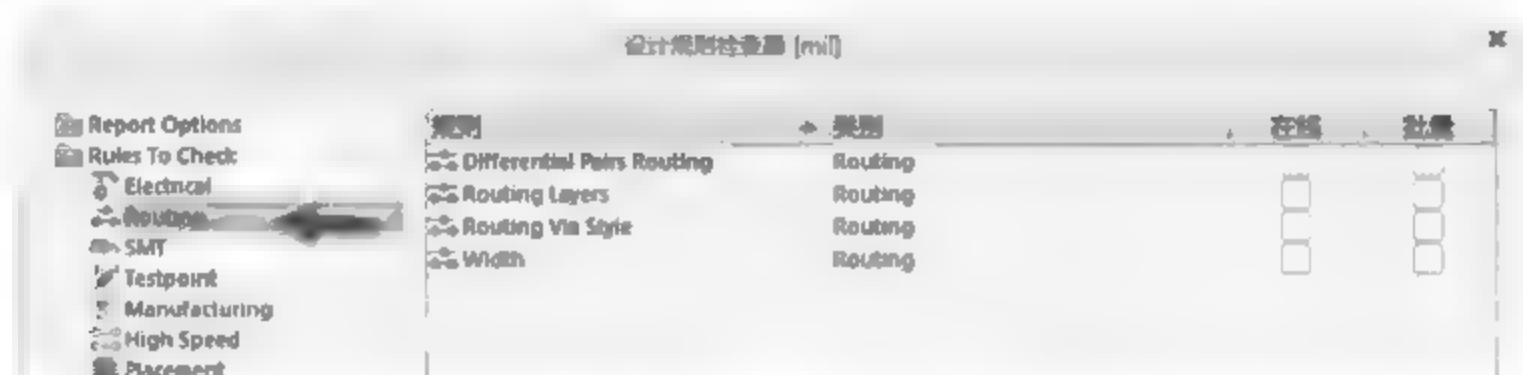 设计规则检查器 [mil]
Report Options
Rules To Check
Electrical
Routing
SMT
Testpoint
Manufacturing
High Speed
Placement
规则 类别 在线 批量
Differential Pairs Routing Routing
Routing Layers Routing
Routing Via Style Routing
Width Routing